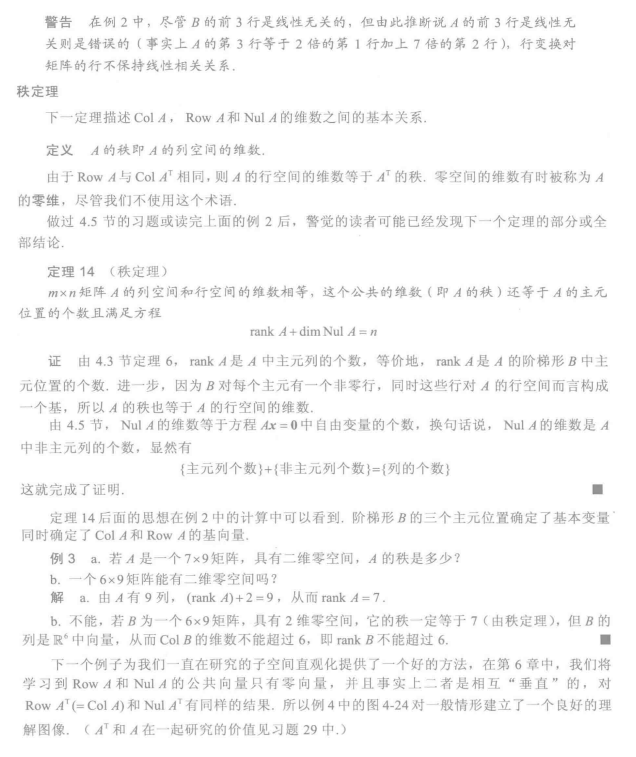 警告 在例 2 中，尽管 B 的前 3 行是线性无关的，但由此推断说 A 的前 3 行是线性无
关则是错误的（事实上 A 的第 3 行等于 2 倍的第 1 行加上 7 倍的第 2 行），行变换对
矩阵的行不保持线性相关关系.
秩定理
下一定理描述 Col A， Row A 和 Nul A 的维数之间的基本关系.
定义 A 的秩即 A 的列空间的维数.
由于 Row A 与 Col Aᵀ 相同，则 A 的行空间的维数等于 Aᵀ 的秩. 零空间的维数有时被称为 A
的零维，尽管我们不使用这个术语.
做过 4.5 节的习题或读完上面的例 2 后，警觉的读者可能已经发现下一个定理的部分或全
部结论.
定理 14 （秩定理）
m×n 矩阵 A 的列空间和行空间的维数相等，这个公共的维数（即 A 的秩）还等于 A 的主元
位置的个数且满足方程
rank A + dim Nul A = n
证 由 4.3 节定理 6， rank A 是 A 中主元列的个数，等价地， rank A 是 A 的阶梯形 B 中主
元位置的个数. 进一步，因为 B 对每个主元有一个非零行，同时这些行对 A 的行空间而言构成
一个基，所以 A 的秩也等于 A 的行空间的维数.
由 4.5 节， Nul A 的维数等于方程 Ax = 0 中自由变量的个数，换句话说， Nul A 的维数是 A
中非主元列的个数，显然有
{主元列个数}+{非主元列个数}={列的个数}
这就完成了证明. ■
定理 14 后面的思想在例 2 中的计算中可以看到. 阶梯形 B 的三个主元位置确定了基本变量
同时确定了 Col A 和 Row A 的基向量.
例 3 a. 若 A 是一个 7×9 矩阵，具有二维零空间，A 的秩是多少？
b. 一个 6×9 矩阵能有二维零空间吗？
解 a. 由 A 有 9 列，(rank A)+2=9，从而 rank A=7.
b. 不能，若 B 为一个 6×9 矩阵，具有 2 维零空间，它的秩一定等于 7（由秩定理），但 B 的
列是 ℝ⁶ 中向量，从而 Col B 的维数不能超过 6，即 rank B 不能超过 6. ■
下一个例子为我们一直在研究的子空间直观化提供了一个好的方法，在第 6 章中，我们将
学习到 Row A 和 Nul A 的公共向量只有零向量，并且事实上二者是相互“垂直”的，对
Row Aᵀ(= Col A) 和 Nul Aᵀ 有同样的结果. 所以例 4 中的图 4-24 对一般情形建立了一个良好的理
解图像.（ Aᵀ 和 A 在一起研究的价值见习题 29 中.）